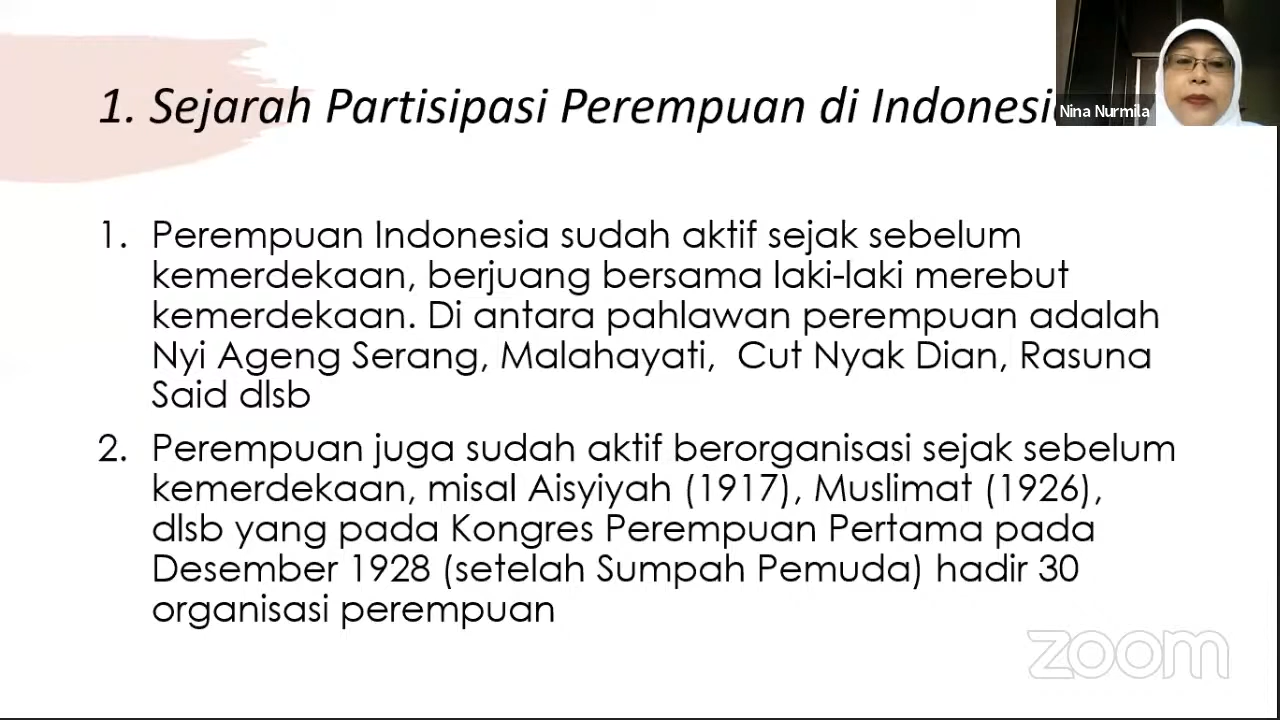 1. Sejarah Partisipasi Perempuan di Indonesia
Nina Nurmila
1. Perempuan Indonesia sudah aktif sejak sebelum
kemerdekaan, berjuang bersama laki-laki merebut
kemerdekaan. Di antara pahlawan perempuan adalah
Nyi Ageng Serang, Malahayati, Cut Nyak Dian, Rasuna
Said dlsb
2. Perempuan juga sudah aktif berorganisasi sejak sebelum
kemerdekaan, misal Aisyiyah (1917), Muslimat (1926),
dlsb yang pada Kongres Perempuan Pertama pada
Desember 1928 (setelah Sumpah Pemuda) hadir 30
organisasi perempuan
zoom